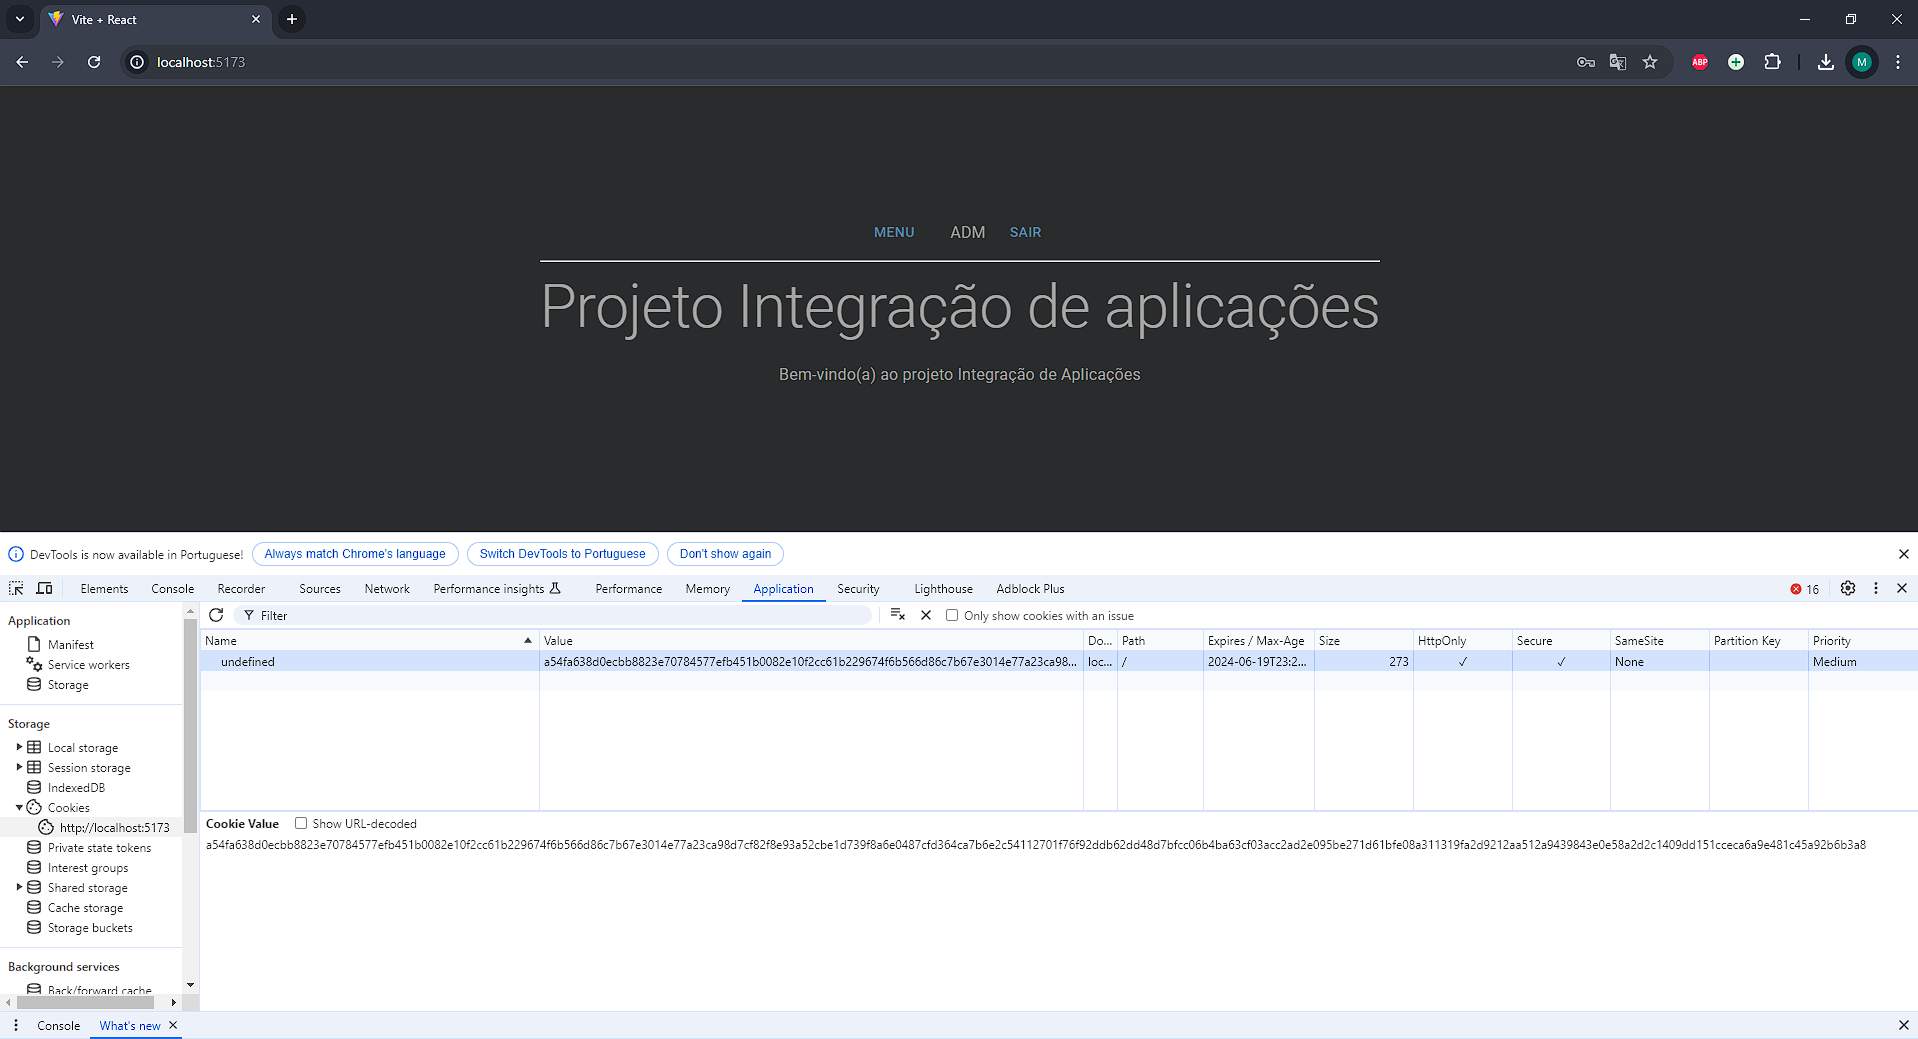 Vite + React
localhost:5173
ABP
M
MENU ADM SAIR
Projeto Integração de aplicações
Bem-vindo(a) ao projeto Integração de Aplicações
DevTools is now available in Portuguese! Always match Chrome's language Switch DevTools to Portuguese Don't show again
Elements Console Recorder Sources Network Performance insights Performance Memory Application Security Lighthouse Adblock Plus 16
Application
Manifest
Service workers
Storage
Storage
Local storage
Session storage
IndexedDB
Cookies
http://localhost:5173
Private state tokens
Interest groups
Shared storage
Cache storage
Storage buckets
Background services
Back/forward cache
Filter Only show cookies with an issue
Name Value Do... Path Expires / Max-Age Size HttpOnly Secure SameSite Partition Key Priority
undefined a54fa638d0ecbb8823e70784577efb451b0082e10f2cc61b229674f6b566d86c7b67e3014e77a23ca98... loc... / 2024-06-19T23:2... 273 ✓ ✓ None Medium
Cookie Value Show URL-decoded
a54fa638d0ecbb8823e70784577efb451b0082e10f2cc61b229674f6b566d86c7b67e3014e77a23ca98d7cf82f8e93a52cbe1d739f8a6e0487cfd364ca7b6e2c54112701f76f92ddb62dd48d7bfcc06b4ba63cf03acc2ad2e095be271d61bfe08a311319fa2d9212aa512a9439843e0e58a2d2c1409dd151cceca6a9e481c45a92b6b3a8
Console What's new